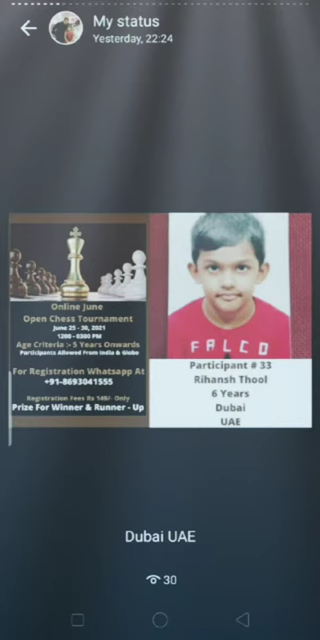 My status
Yesterday, 22:24
Online June
Open Chess Tournament
June 25 - 30, 2021
1200 - 0300 PM
Age Criteria :- 5 Years Onwards
Participants Allowed From India & Globe
For Registration Whatsapp At
+91-8693041555
Registration Fees Rs 149/- Only
Prize For Winner & Runner - Up
FALCO
Participant # 33
Rihansh Thool
6 Years
Dubai
UAE
Dubai UAE
30